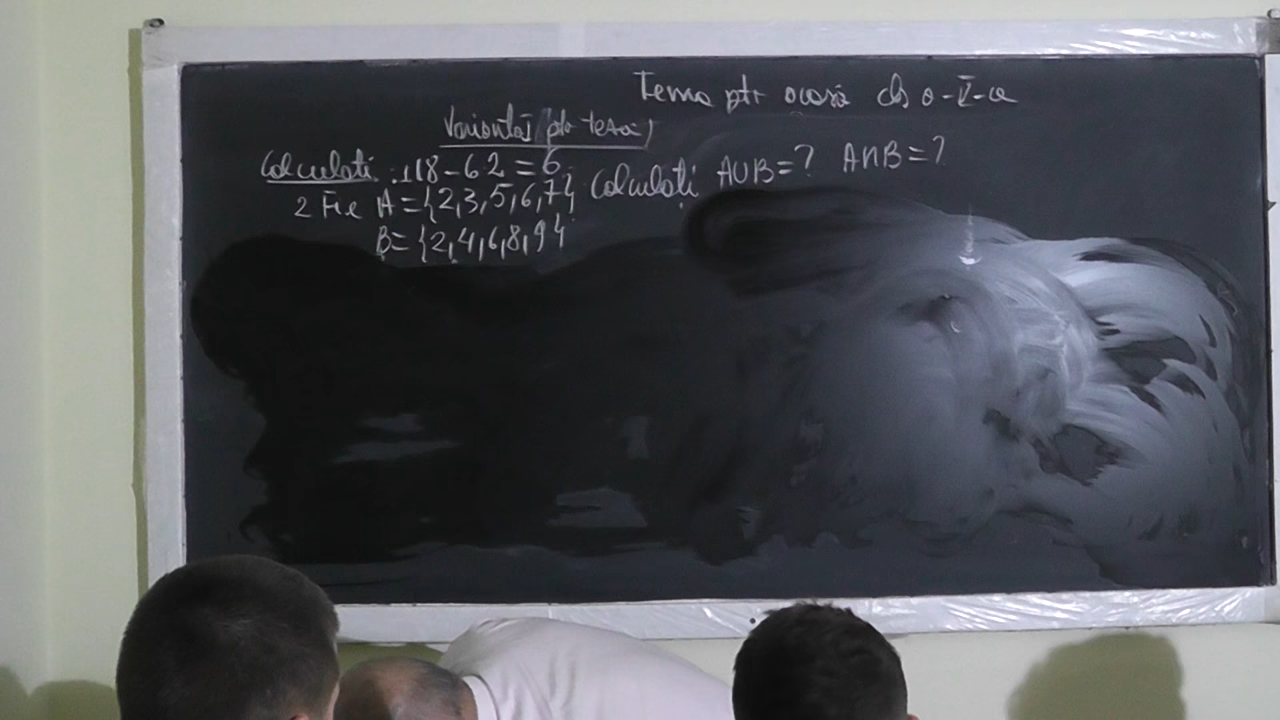 Tema ptr acasă cls a-V-a
Variantă ptr teză
Calculați :118-62=6
2 Fie A={2,3,5,6,7} Calculați A∪B=? A∩B=?
B={2,4,6,8,9}